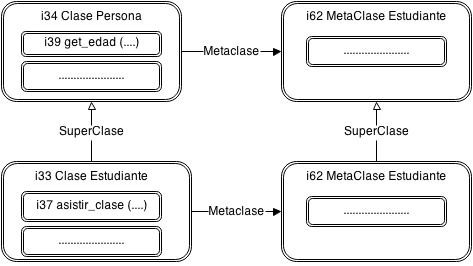 i34 Clase Persona
i39 get_edad (....)
......................
Metaclase
i62 MetaClase Estudiante
......................
SuperClase
SuperClase
i33 Clase Estudiante
i37 asistir_clase (....)
......................
Metaclase
i62 MetaClase Estudiante
......................